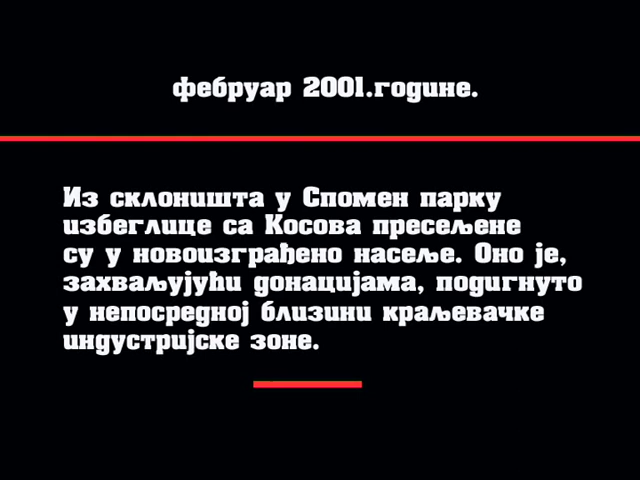 фебруар 2001.године.
Из склоништа у Спомен парку
избеглице са Косова пресељене
су у новоизграђено насеље. Оно је,
захваљујући донацијама, подигнуто
у непосредној близини краљевачке
индустријске зоне.